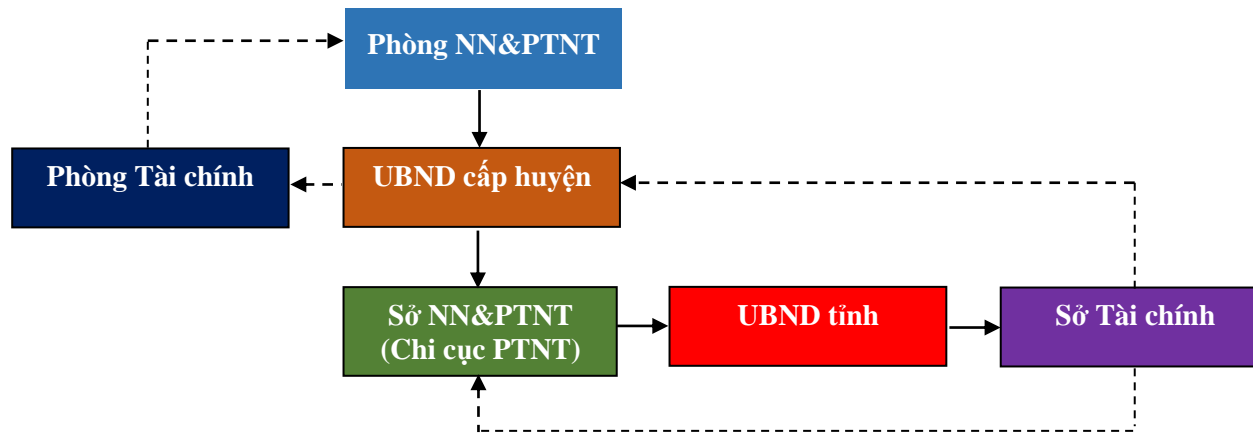 Phòng NN&PTNT
Phòng Tài chính
UBND cấp huyện
Sở NN&PTNT
(Chi cục PTNT)
UBND tỉnh
Sở Tài chính